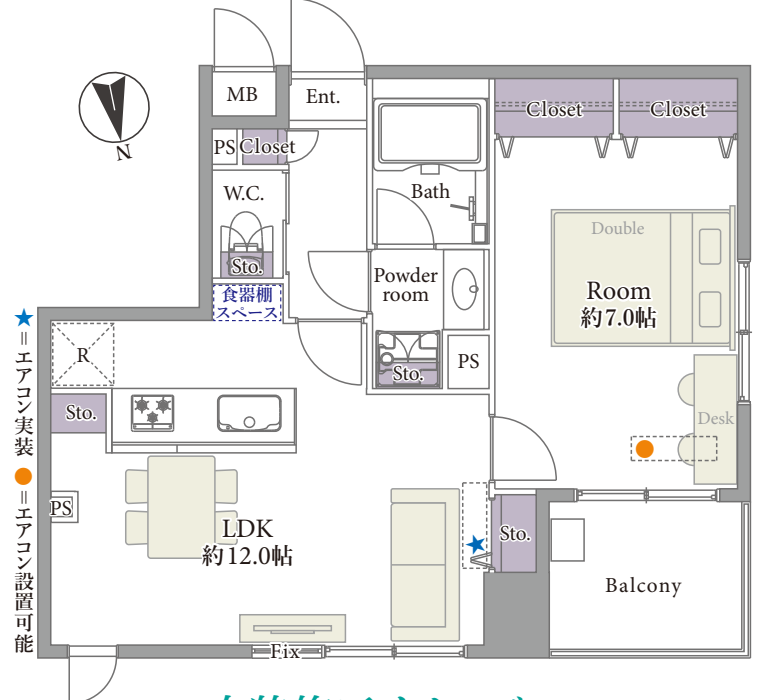 MB
Ent.
Closet
Closet
PS
Closet
W.C.
Bath
Double
N
Sto.
Powder
room
Room
約7.0帖
食器棚
スペース
R
Sto.
PS
Sto.
Desk
★=エアコン実装
●=エアコン設置可能
PS
LDK
約12.0帖
Sto.
Balcony
Fix